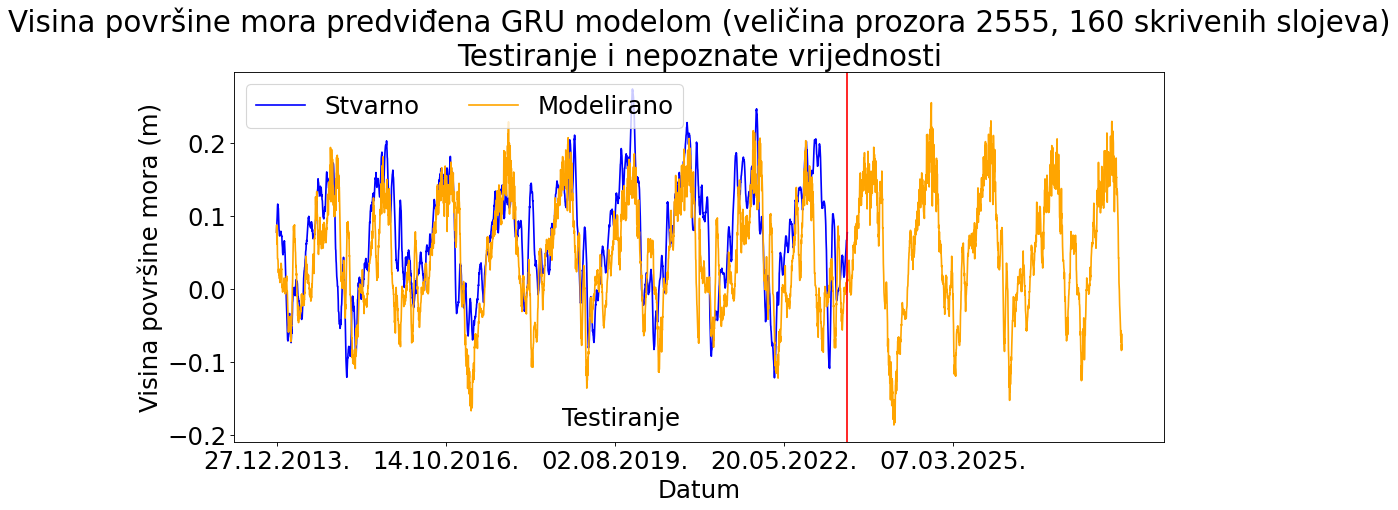 Visina površine mora predviđena GRU modelom (veličina prozora 2555, 160 skrivenih slojeva)
Testiranje i nepoznate vrijednosti
Stvarno
Modelirano
Visina površine mora (m)
0.2
0.1
0.0
−0.1
−0.2
Testiranje
27.12.2013.
14.10.2016.
02.08.2019.
20.05.2022.
07.03.2025.
Datum